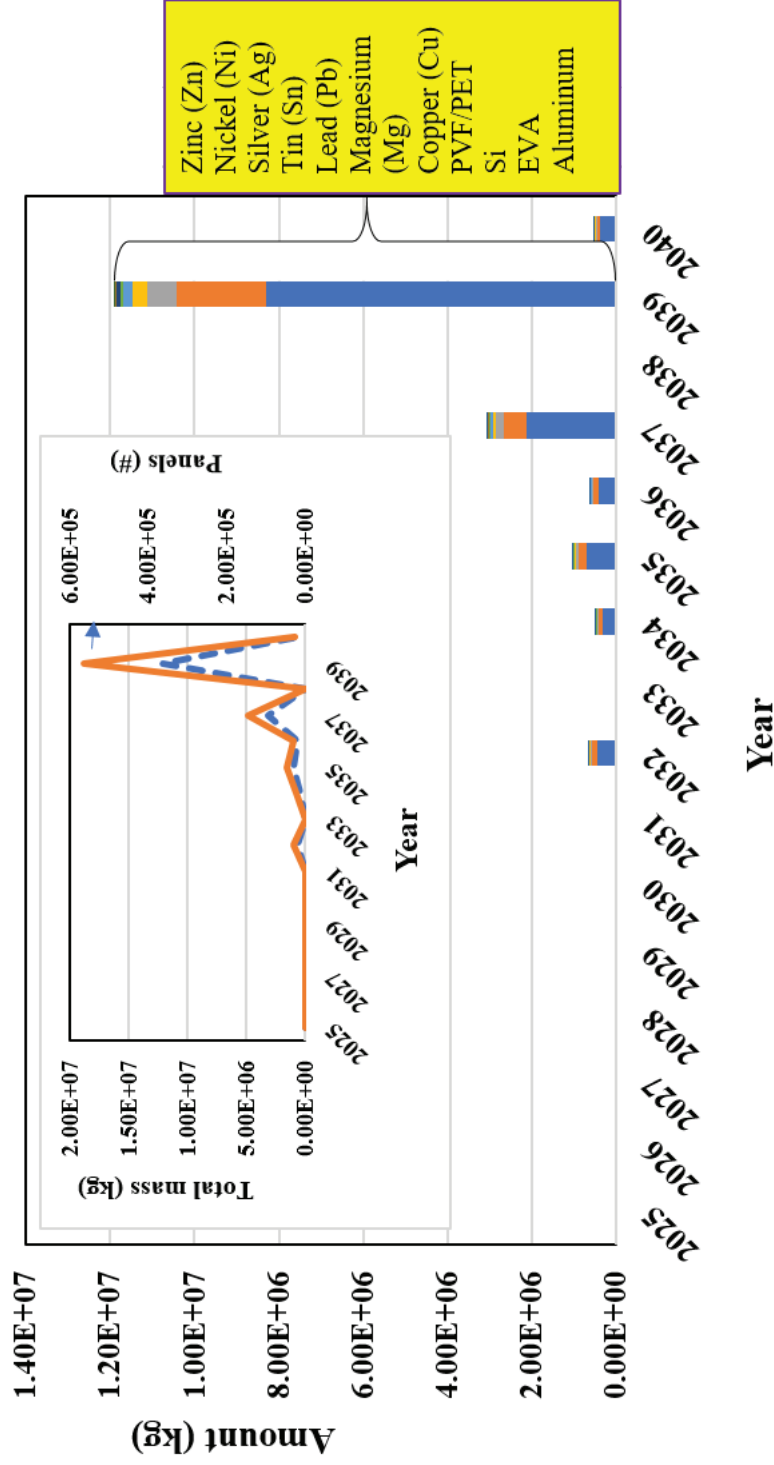 Amount (kg)
1.40E+07
1.20E+07
1.00E+07
8.00E+06
6.00E+06
4.00E+06
2.00E+06
0.00E+00
2025
2026
2027
2028
2029
2030
2031
2032
2033
2034
2035
2036
2037
2038
2039
2040
Year
Total mass (kg)
2.00E+07
1.50E+07
1.00E+07
5.00E+06
0.00E+00
2025
2027
2029
2031
2033
2035
2037
2039
Year
6.00E+05
4.00E+05
2.00E+05
0.00E+00
Panels (#)
Zinc (Zn)
Nickel (Ni)
Silver (Ag)
Tin (Sn)
Lead (Pb)
Magnesium
(Mg)
Copper (Cu)
PVF/PET
Si
EVA
Aluminum